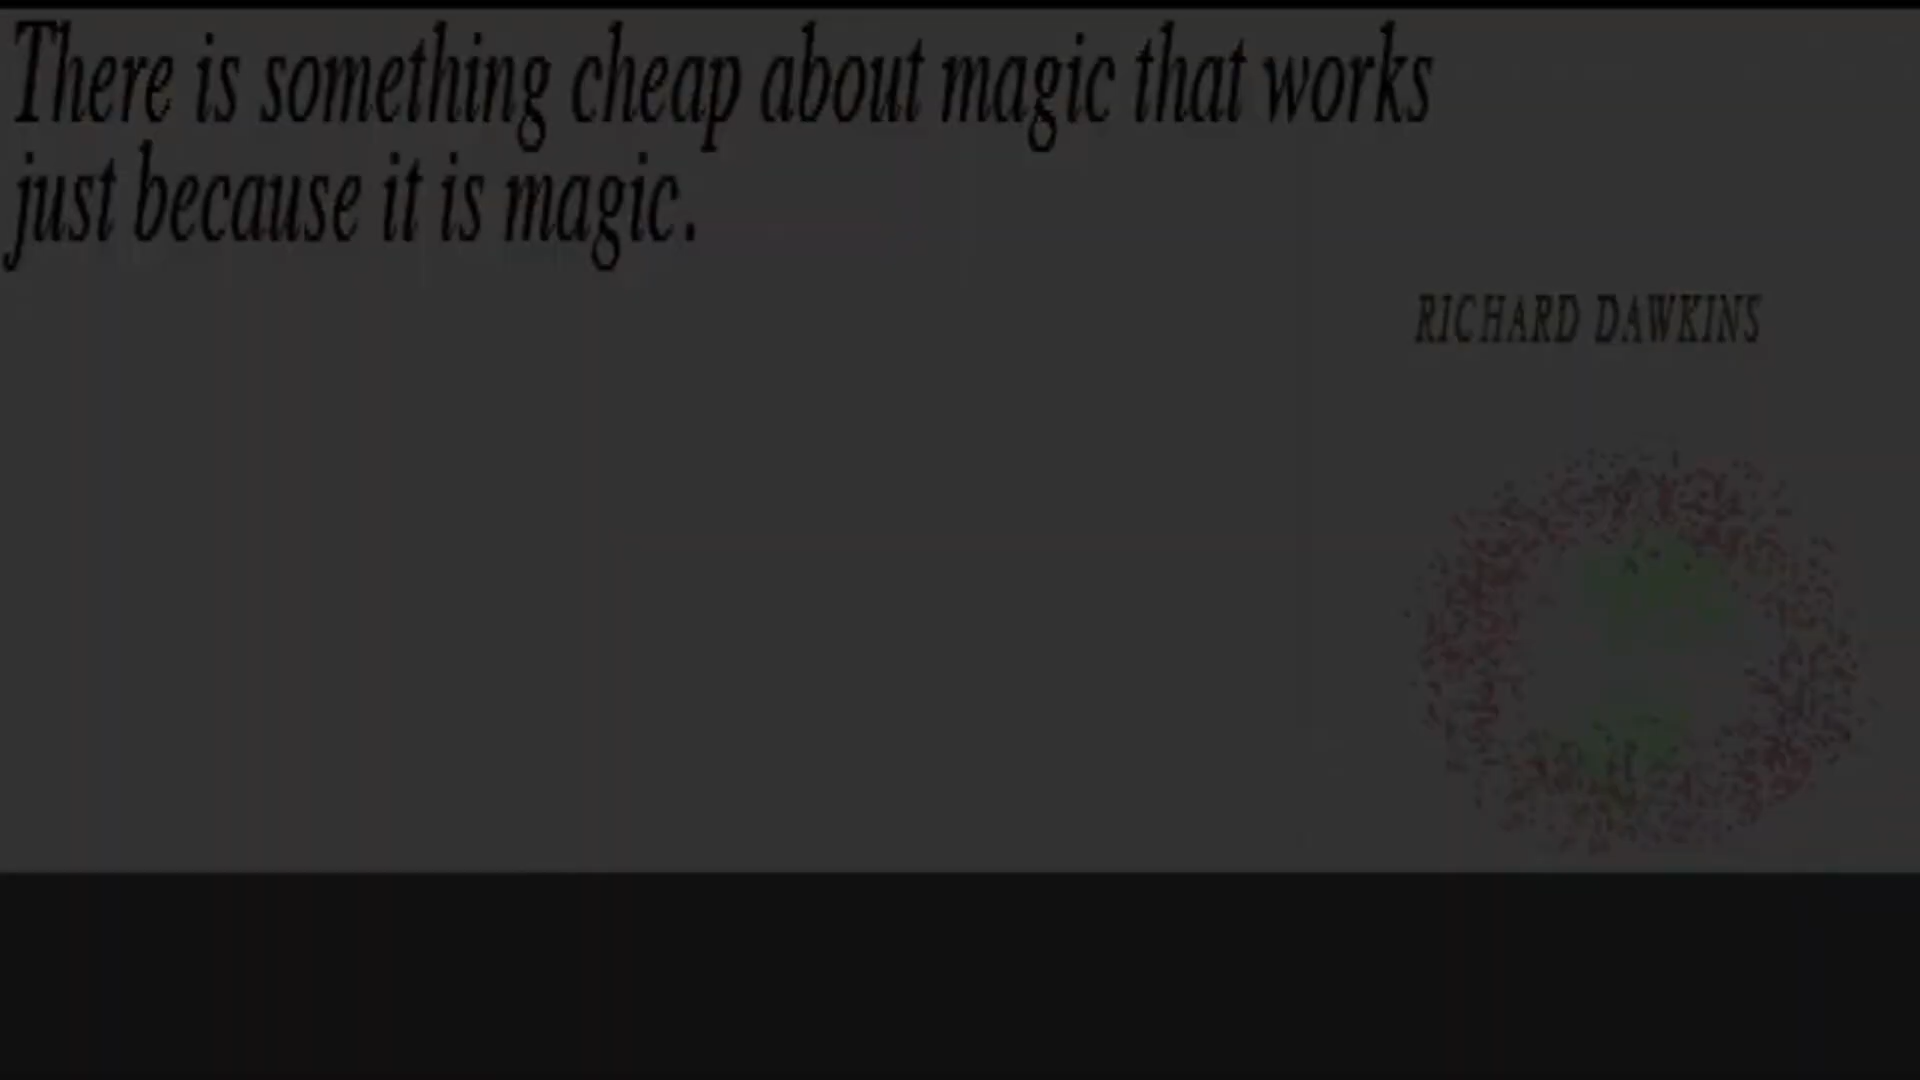 There is something cheap about magic that works
just because it is magic.
RICHARD DAWKINS